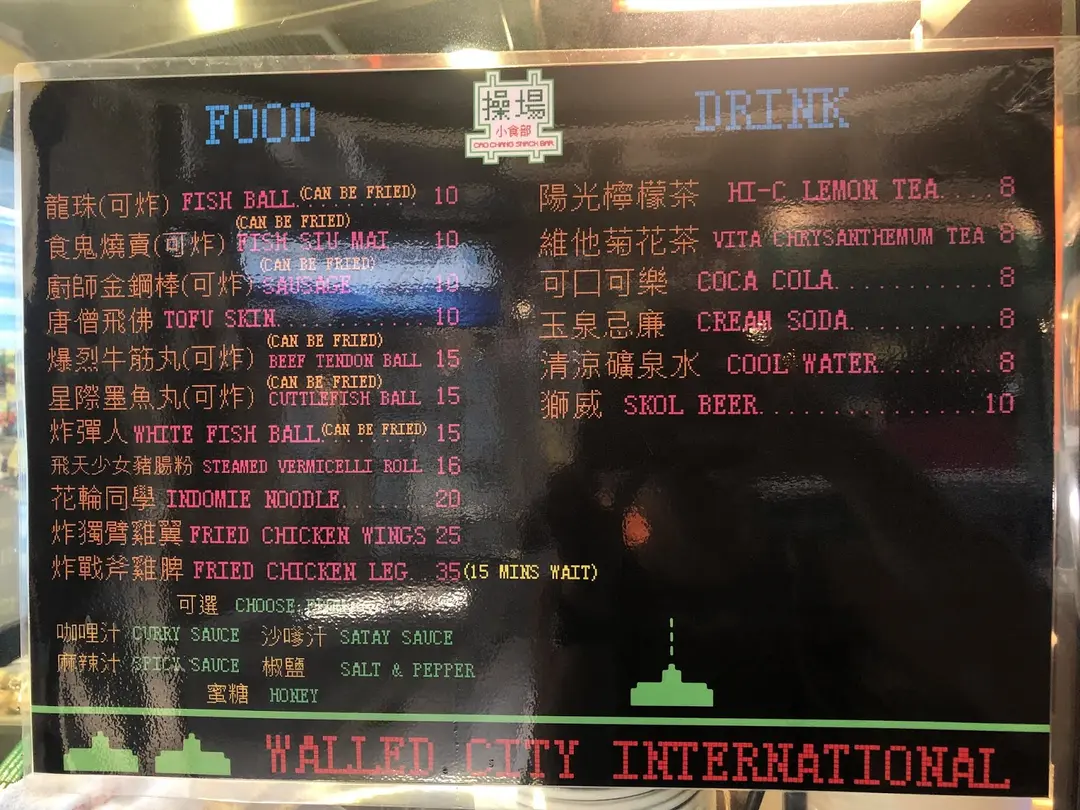 操場
小食部
CAO CHANG SNACK BAR
FOOD
龍珠(可炸) FISH BALL.(CAN BE FRIED) 10
食鬼燒賣(可炸) FISH SIU MAI (CAN BE FRIED) 10
廚師金鋼棒(可炸) SAUSAGE (CAN BE FRIED) 10
唐僧飛佛 TOFU SKIN............ 10
爆烈牛筋丸(可炸) BEEF TENDON BALL (CAN BE FRIED) 15
星際墨魚丸(可炸) CUTTLEFISH BALL (CAN BE FRIED) 15
炸彈人 WHITE FISH BALL(CAN BE FRIED) 15
飛天少女豬腸粉 STEAMED VERMICELLI ROLL 16
花輪同學 INDOMIE NOODLE........ 20
炸獨臂雞翼 FRIED CHICKEN WINGS 25
炸戰斧雞脾 FRIED CHICKEN LEG 35(15 MINS WAIT)
可選 CHOOSE
咖哩汁 CURRY SAUCE 沙嗲汁 SATAY SAUCE
麻辣汁 SPICY SAUCE 椒鹽 SALT & PEPPER
蜜糖 HONEY
DRINK
陽光檸檬茶 HI-C LEMON TEA....8
維他菊花茶 VITA CHRYSANTHEMUM TEA 8
可口可樂 COCA COLA...........8
玉泉忌廉 CREAM SODA..........8
清涼礦泉水 COOL WATER........8
獅威 SKOL BEER..............10
WALLED CITY INTERNATIONAL